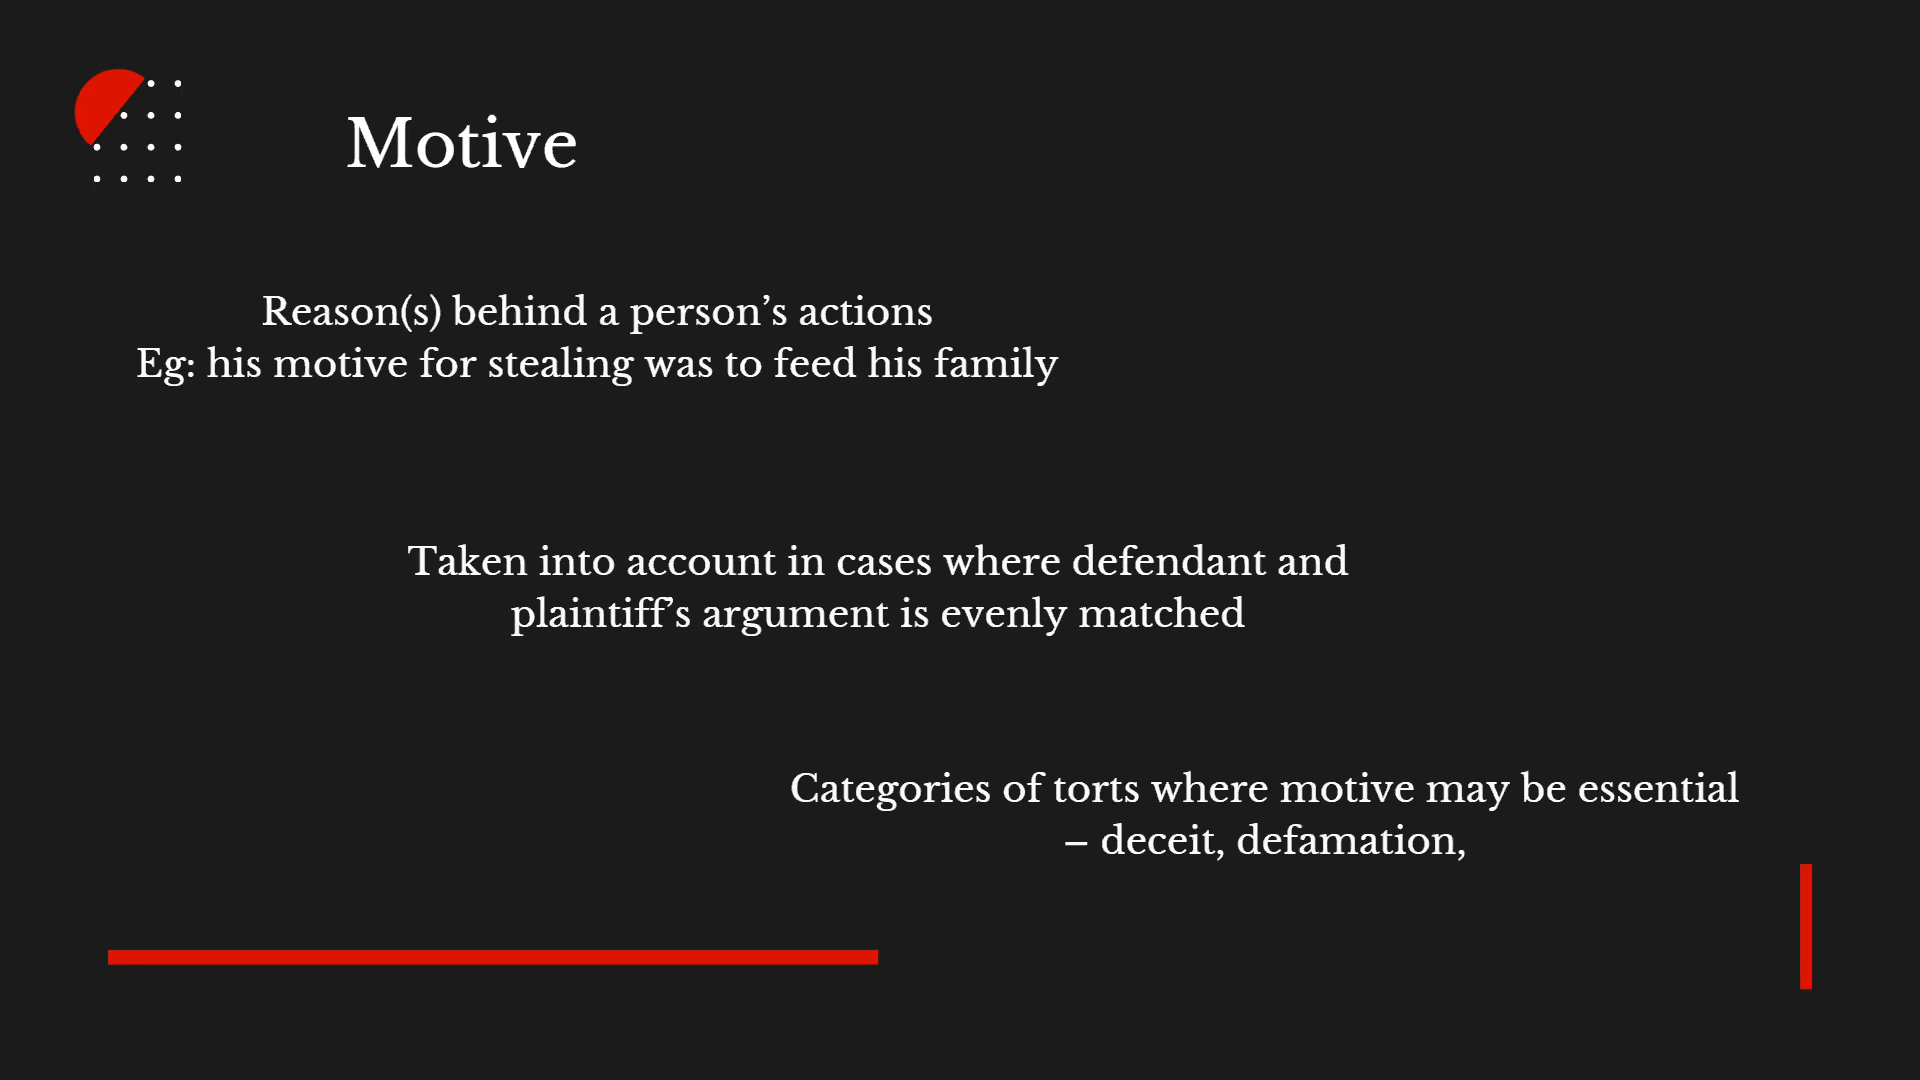 Motive
Reason(s) behind a person’s actions
Eg: his motive for stealing was to feed his family
Taken into account in cases where defendant and
plaintiff’s argument is evenly matched
Categories of torts where motive may be essential
– deceit, defamation,